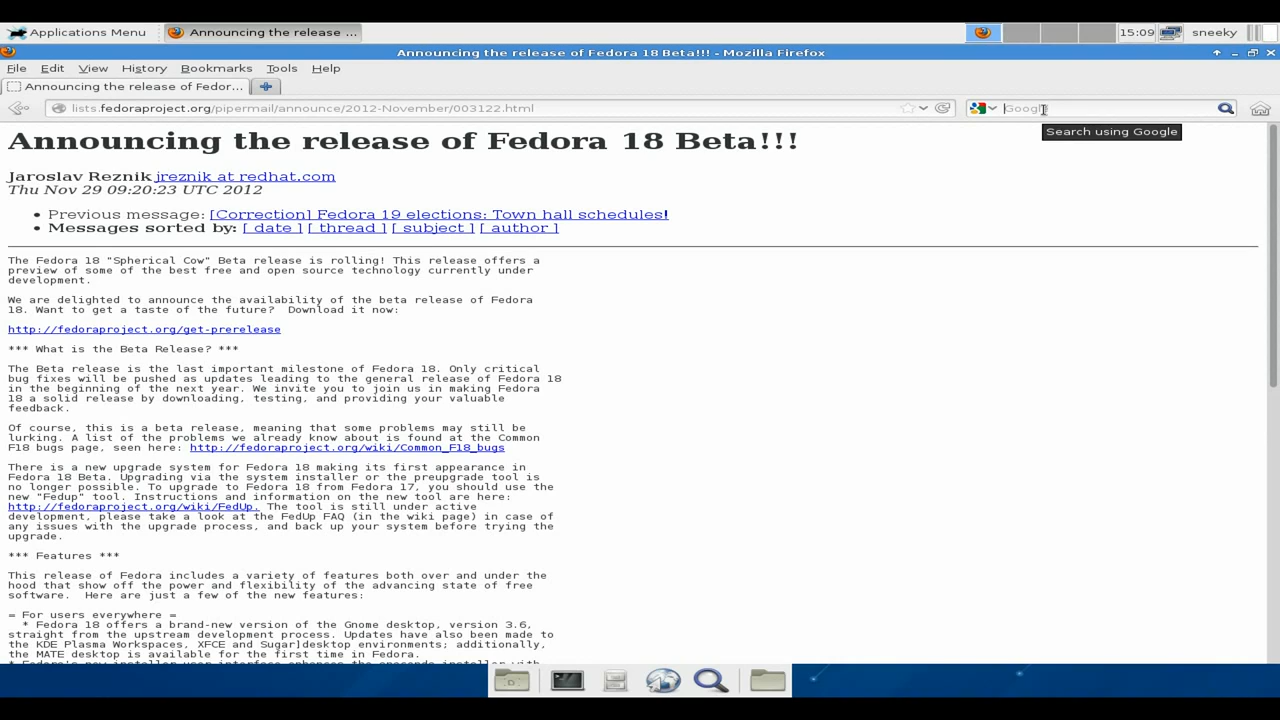 Applications Menu
Announcing the release ...
15:09
sneeky
Announcing the release of Fedora 18 Beta!!! - Mozilla Firefox
File Edit View History Bookmarks Tools Help
Announcing the release of Fedor...
lists.fedoraproject.org/pipermail/announce/2012-November/003122.html
Search using Google
Announcing the release of Fedora 18 Beta!!!
Jaroslav Reznik jreznik at redhat.com
Thu Nov 29 09:20:23 UTC 2012
• Previous message: [Correction] Fedora 19 elections: Town hall schedules!
• Messages sorted by: [ date ] [ thread ] [ subject ] [ author ]
The Fedora 18 "Spherical Cow" Beta release is rolling! This release offers a
preview of some of the best free and open source technology currently under
development.
We are delighted to announce the availability of the beta release of Fedora
18. Want to get a taste of the future?  Download it now:
http://fedoraproject.org/get-prerelease
*** What is the Beta Release? ***
The Beta release is the last important milestone of Fedora 18. Only critical
bug fixes will be pushed as updates leading to the general release of Fedora 18
in the beginning of the next year. We invite you to join us in making Fedora
18 a solid release by downloading, testing, and providing your valuable
feedback.
Of course, this is a beta release, meaning that some problems may still be
lurking. A list of the problems we already know about is found at the Common
F18 bugs page, seen here: http://fedoraproject.org/wiki/Common_F18_bugs
There is a new upgrade system for Fedora 18 making its first appearance in
Fedora 18 Beta. Upgrading via the system installer or the preupgrade tool is
no longer possible. To upgrade to Fedora 18 from Fedora 17, you should use the
new "Fedup" tool. Instructions and information on the new tool are here:
http://fedoraproject.org/wiki/FedUp. The tool is still under active
development, please take a look at the FedUp FAQ (in the wiki page) in case of
any issues with the upgrade process, and back up your system before trying the
upgrade.
*** Features ***
This release of Fedora includes a variety of features both over and under the
hood that show off the power and flexibility of the advancing state of free
software.  Here are just a few of the new features:
= For users everywhere =
* Fedora 18 offers a brand-new version of the Gnome desktop, version 3.6,
straight from the upstream development process. Updates have also been made to
the KDE Plasma Workspaces, XFCE and Sugar]desktop environments; additionally,
the MATE desktop is available for the first time in Fedora.